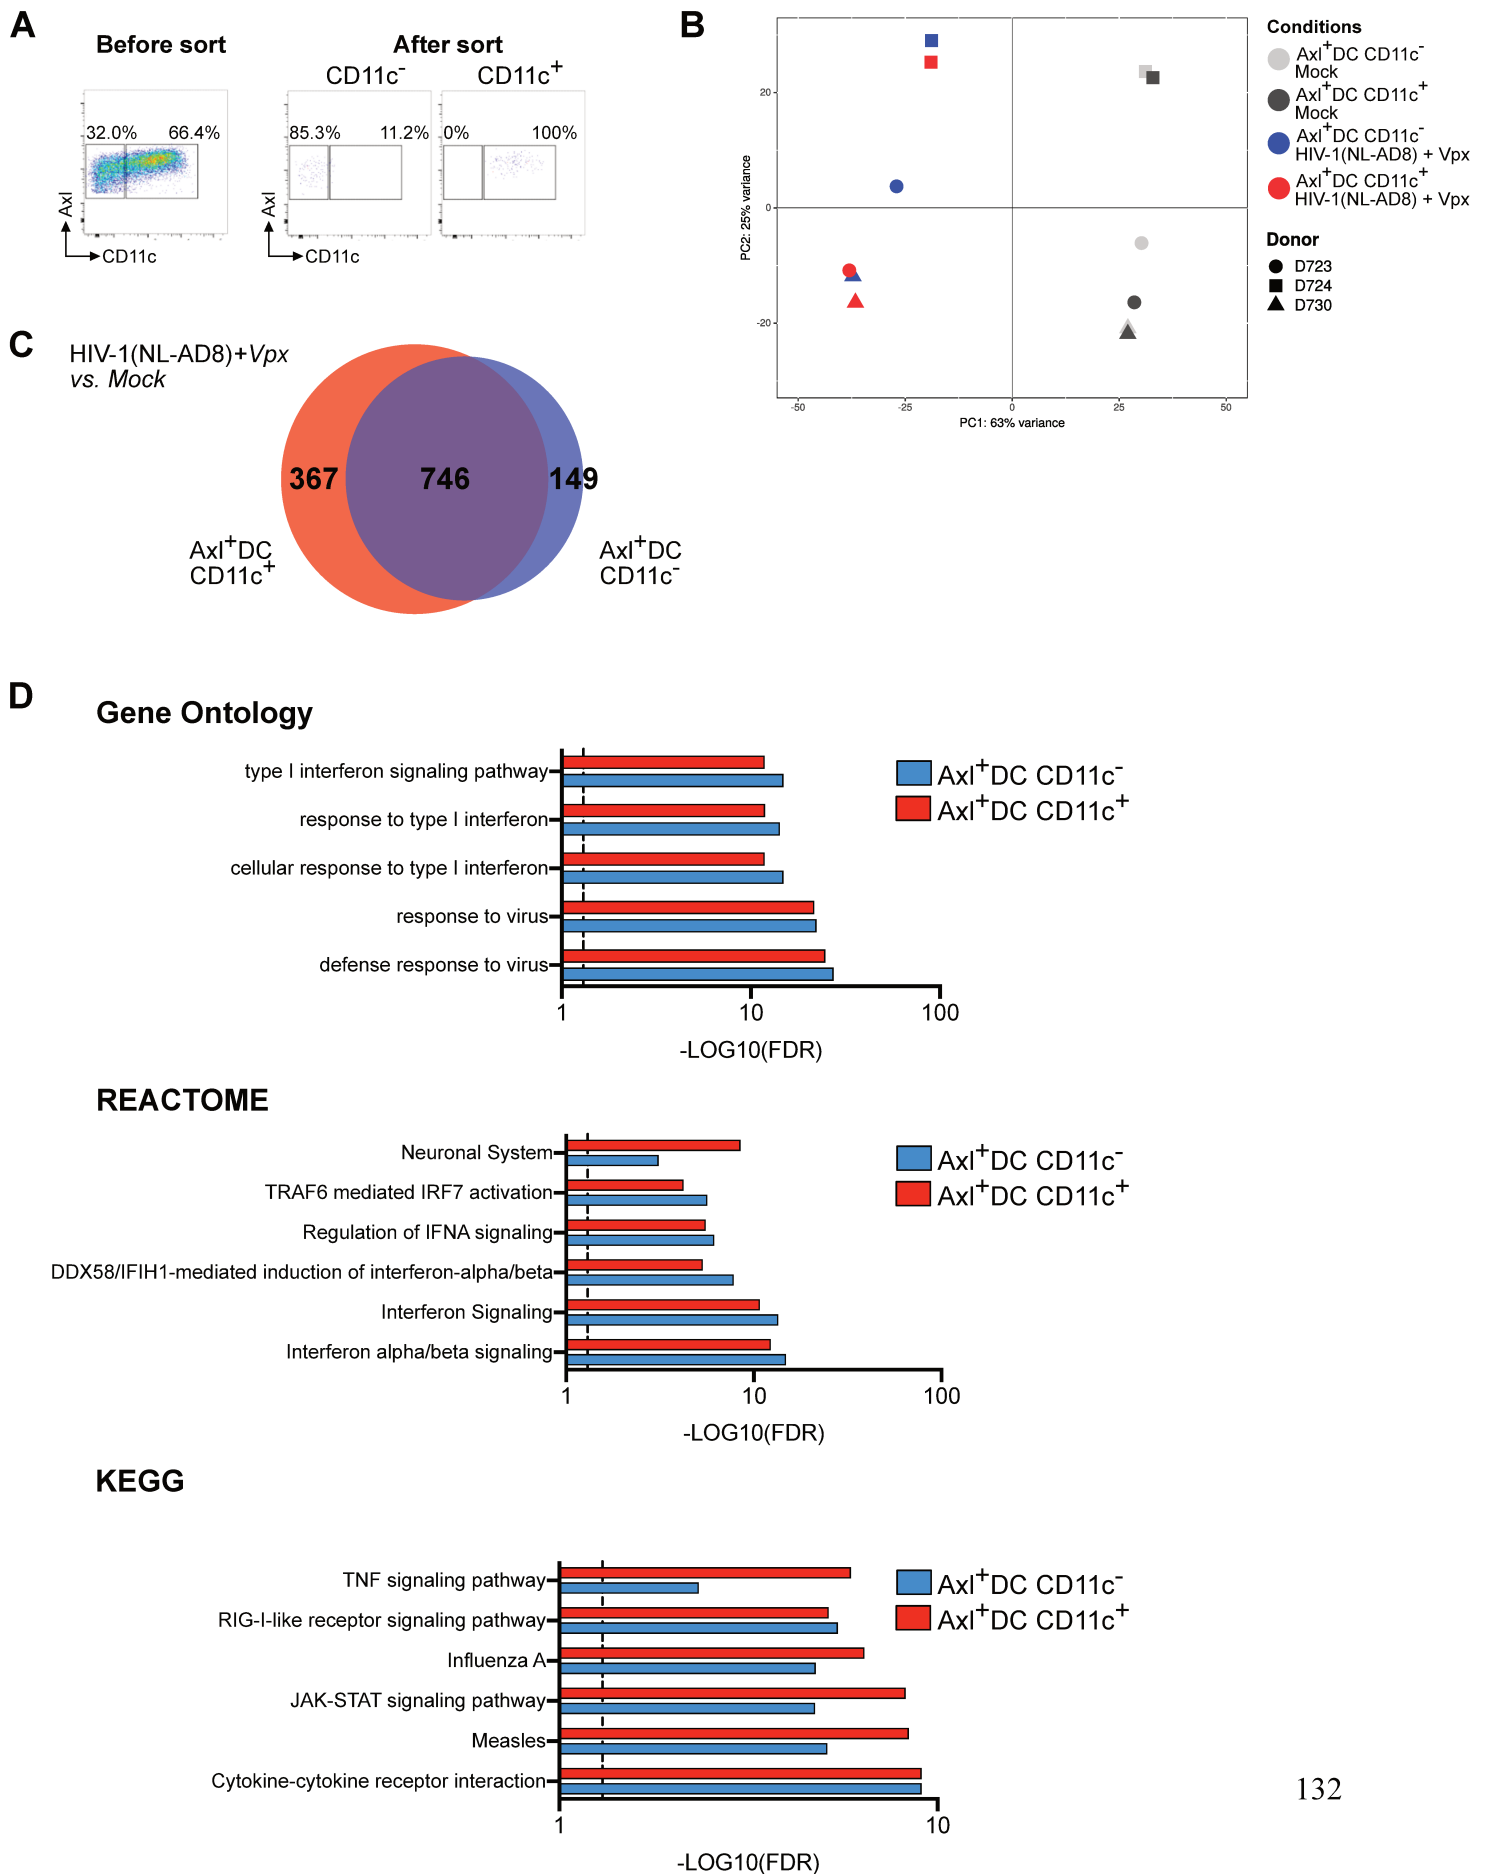 A
Before sort
After sort
CD11c-
CD11c+
32.0%
66.4%
85.3%
11.2%
0%
100%
Axl
CD11c
Axl
CD11c
B
20
0
-20
-50
-25
0
25
50
PC2: 25% variance
PC1: 63% variance
Conditions
Axl+DC CD11c-
Mock
Axl+DC CD11c+
Mock
Axl+DC CD11c-
HIV-1(NL-AD8) + Vpx
Axl+DC CD11c+
HIV-1(NL-AD8) + Vpx
Donor
D723
D724
D730
C
HIV-1(NL-AD8)+Vpx
vs. Mock
367
746
149
Axl+DC
CD11c+
Axl+DC
CD11c-
D
Gene Ontology
type I interferon signaling pathway
response to type I interferon
cellular response to type I interferon
response to virus
defense response to virus
1
10
100
-LOG10(FDR)
Axl+DC CD11c-
Axl+DC CD11c+
REACTOME
Neuronal System
TRAF6 mediated IRF7 activation
Regulation of IFNA signaling
DDX58/IFIH1-mediated induction of interferon-alpha/beta
Interferon Signaling
Interferon alpha/beta signaling
1
10
100
-LOG10(FDR)
Axl+DC CD11c-
Axl+DC CD11c+
KEGG
TNF signaling pathway
RIG-I-like receptor signaling pathway
Influenza A
JAK-STAT signaling pathway
Measles
Cytokine-cytokine receptor interaction
1
10
-LOG10(FDR)
Axl+DC CD11c-
Axl+DC CD11c+
132